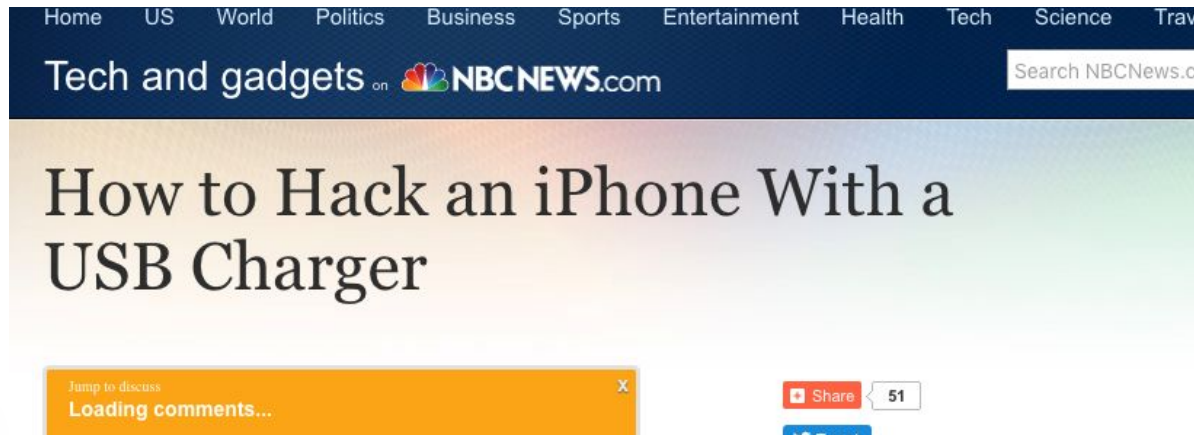 Home US World Politics Business Sports Entertainment Health Tech Science
Tech and gadgets on NBCNEWS.com
Search NBCNews.c
How to Hack an iPhone With a
USB Charger
Jump to discuss
X
Loading comments...
Share 51